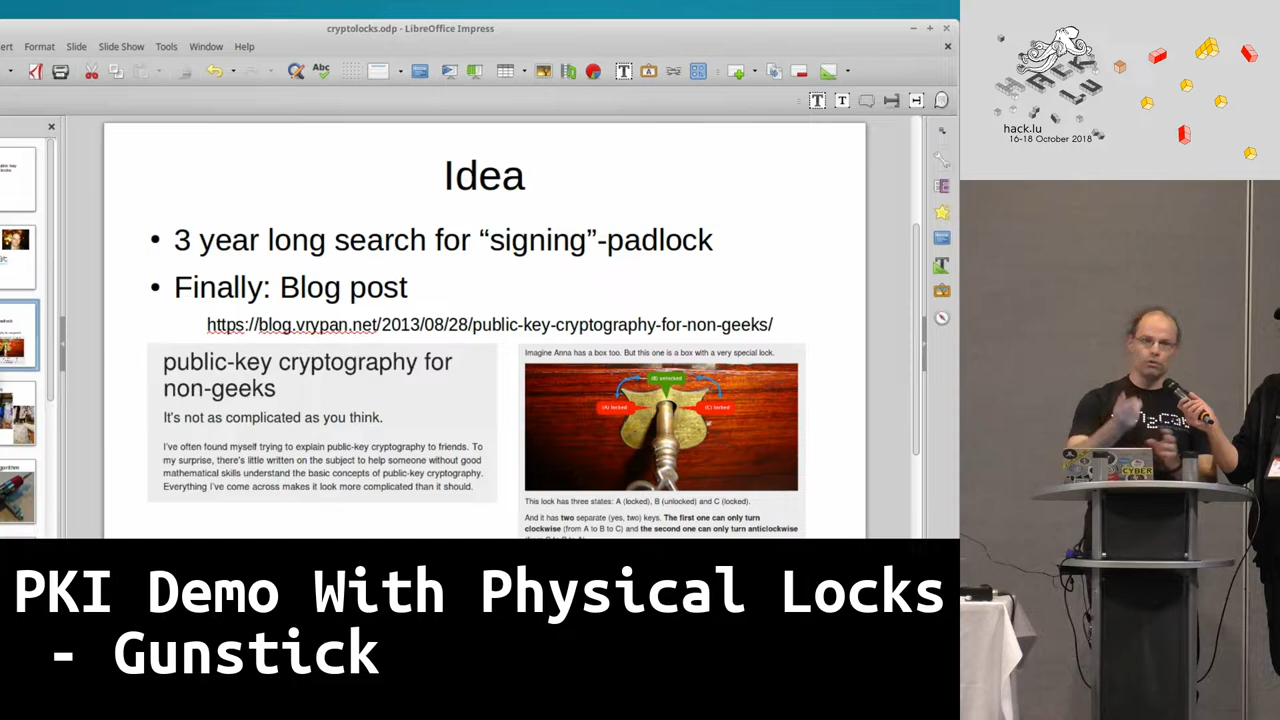 cryptolocks.odp - LibreOffice Impress
ert Format Slide Slide Show Tools Window Help
Abc
Idea
• 3 year long search for “signing”-padlock
• Finally: Blog post
https://blog.vrypan.net/2013/08/28/public-key-cryptography-for-non-geeks/
public-key cryptography for
non-geeks
It's not as complicated as you think.
I've often found myself trying to explain public-key cryptography to friends. To
my surprise, there's little written on the subject to help someone without good
mathematical skills understand the basic concepts of public-key cryptography.
Everything I've come across makes it look more complicated than it should.
Imagine Anna has a box too. But this one is a box with a very special lock.
(B) unlocked
(A) locked
(C) locked
This lock has three states: A (locked), B (unlocked) and C (locked).
And it has two separate (yes, two) keys. The first one can only turn
clockwise (from A to B to C) and the second one can only turn anticlockwise
HACK
LU
hack.lu
16-18 October 2018
CYBER
PKI Demo With Physical Locks
- Gunstick